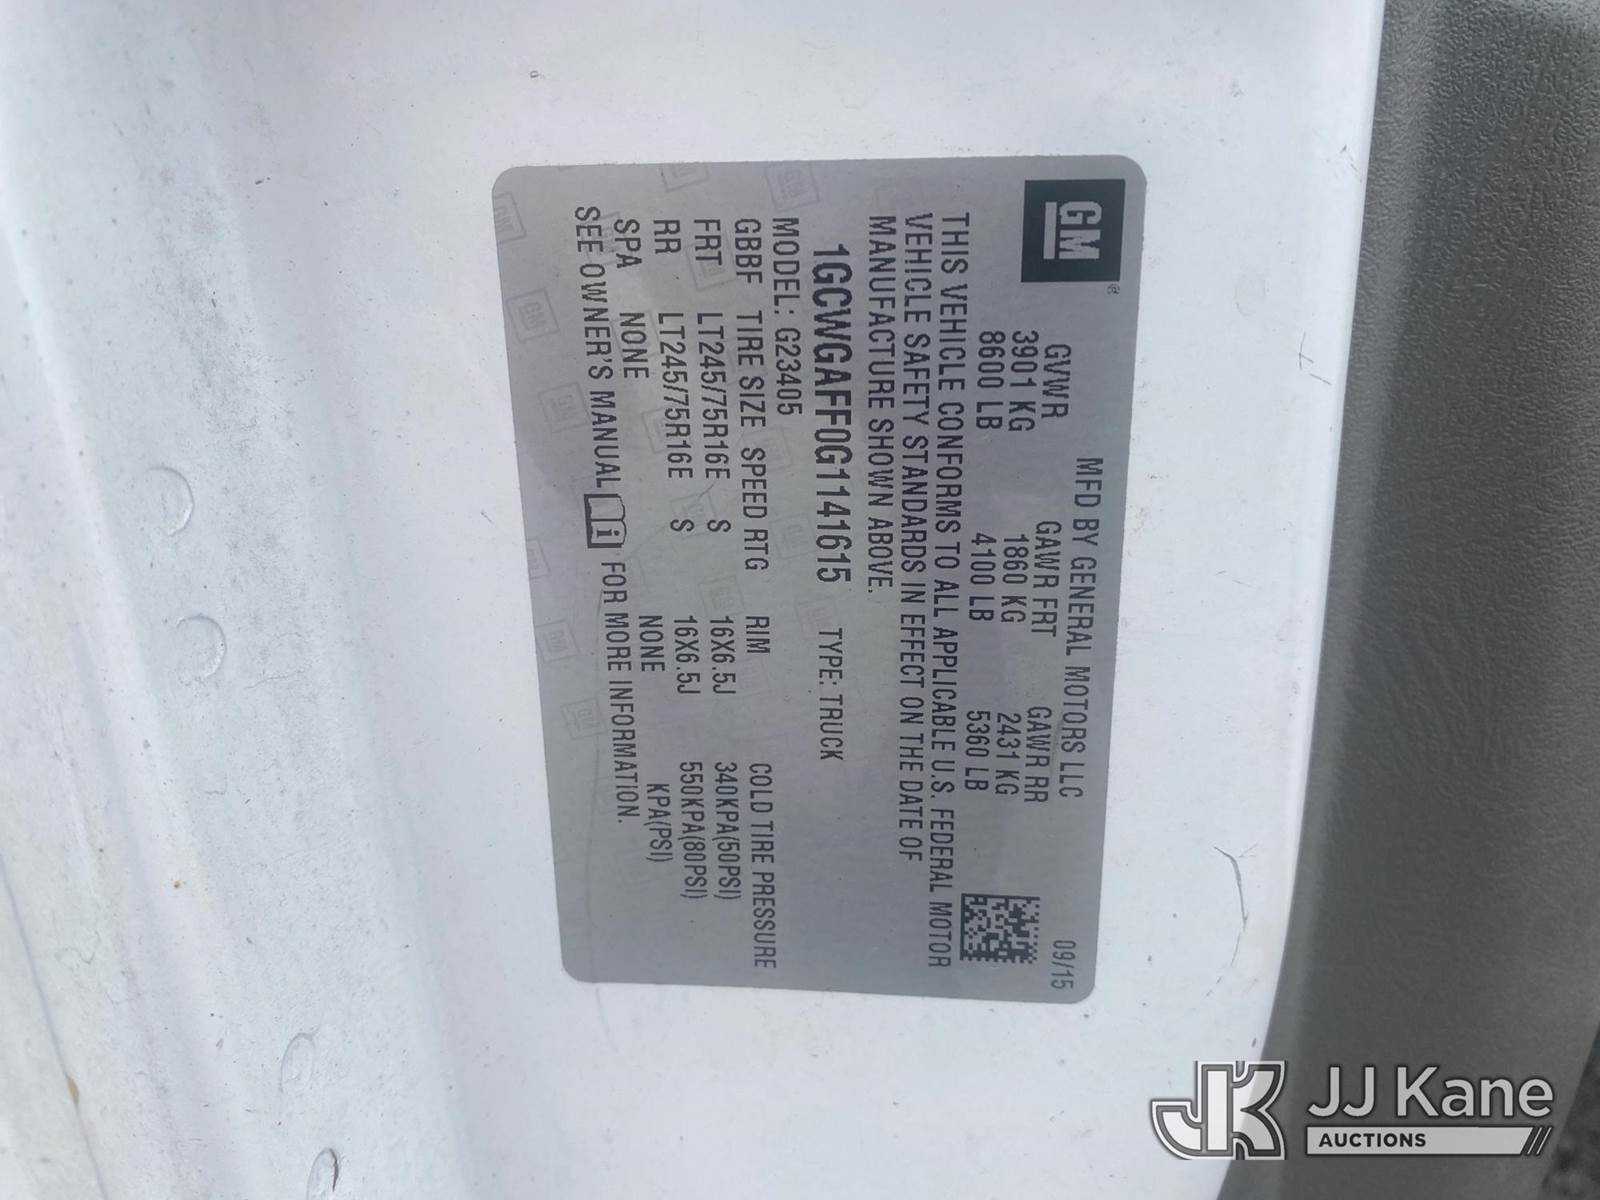 GM®
MFD BY GENERAL MOTORS LLC 09/15
GVWR GAWR FRT GAWR RR
3901 KG 1860 KG 2431 KG
8600 LB 4100 LB 5360 LB
THIS VEHICLE CONFORMS TO ALL APPLICABLE U.S. FEDERAL MOTOR
VEHICLE SAFETY STANDARDS IN EFFECT ON THE DATE OF
MANUFACTURE SHOWN ABOVE.
1GCWGAFF0G1141615 TYPE: TRUCK
MODEL: G23405
GBBF TIRE SIZE SPEED RTG RIM COLD TIRE PRESSURE
FRT LT245/75R16E S 16X6.5J 340KPA(50PSI)
RR LT245/75R16E S 16X6.5J 550KPA(80PSI)
SPA NONE NONE KPA(PSI)
SEE OWNER'S MANUAL i FOR MORE INFORMATION.
JK JJ Kane
AUCTIONS